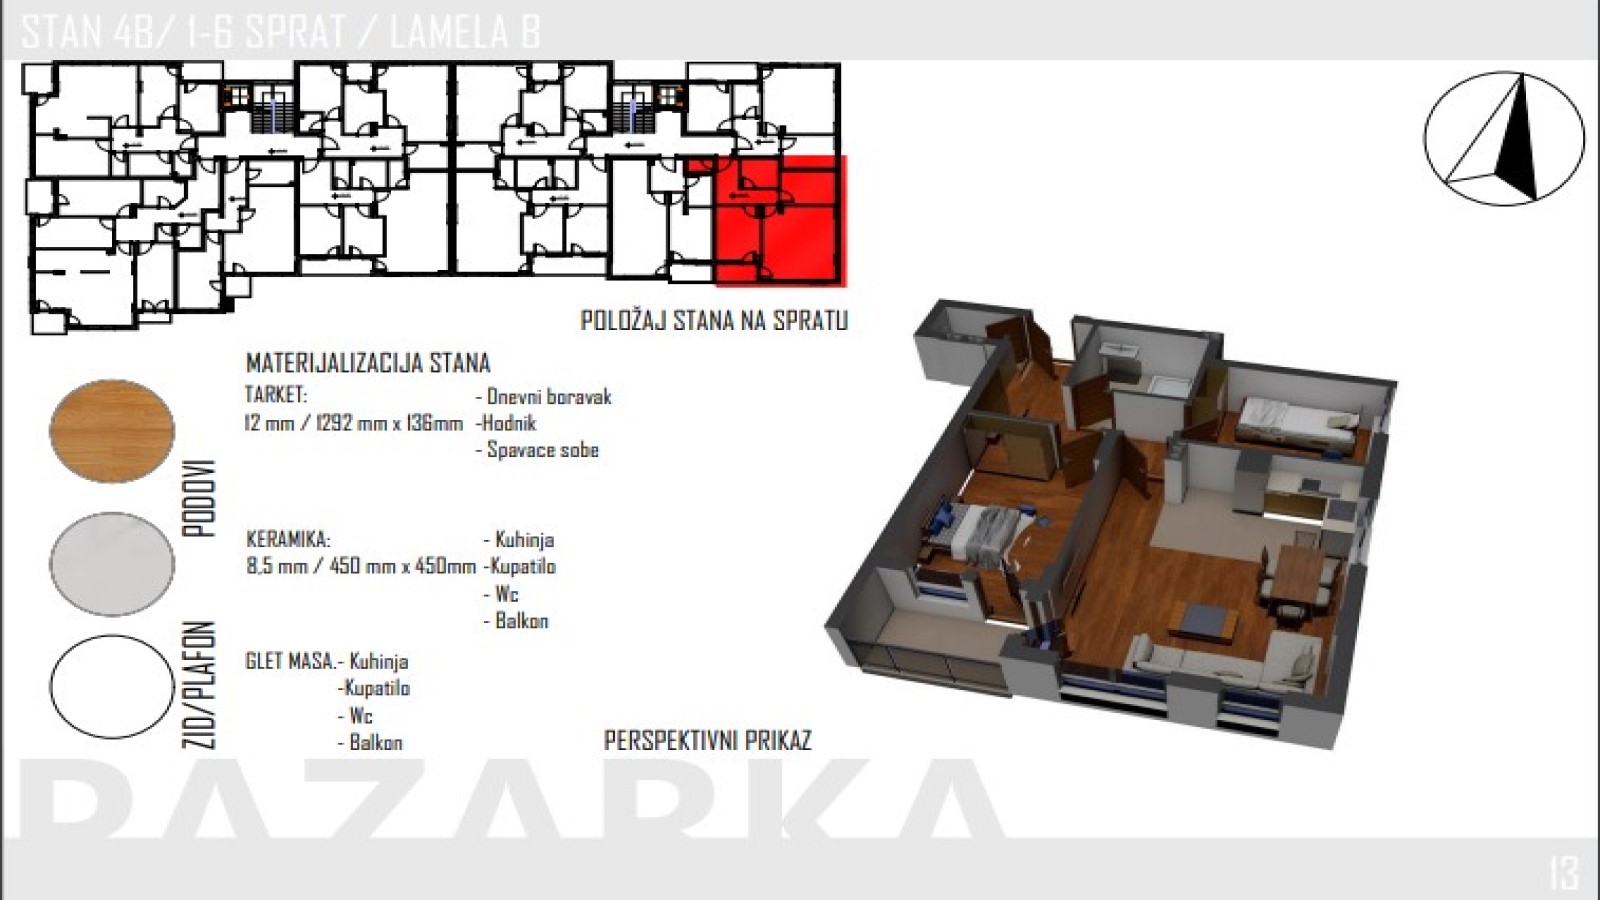 STAN 4B/ 1-6 SPRAT / LAMELA B
POLOŽAJ STANA NA SPRATU
MATERIJALIZACIJA STANA
TARKET:
- Dnevni boravak
12 mm / 1292 mm x 136mm -Hodnik
- Spavace sobe
PODOVI
KERAMIKA:
- Kuhinja
8,5 mm / 450 mm x 450mm -Kupatilo
- Wc
- Balkon
ZID/PLAFON
GLET MASA.- Kuhinja
-Kupatilo
- Wc
- Balkon
PERSPEKTIVNI PRIKAZ
PAZARKA
13